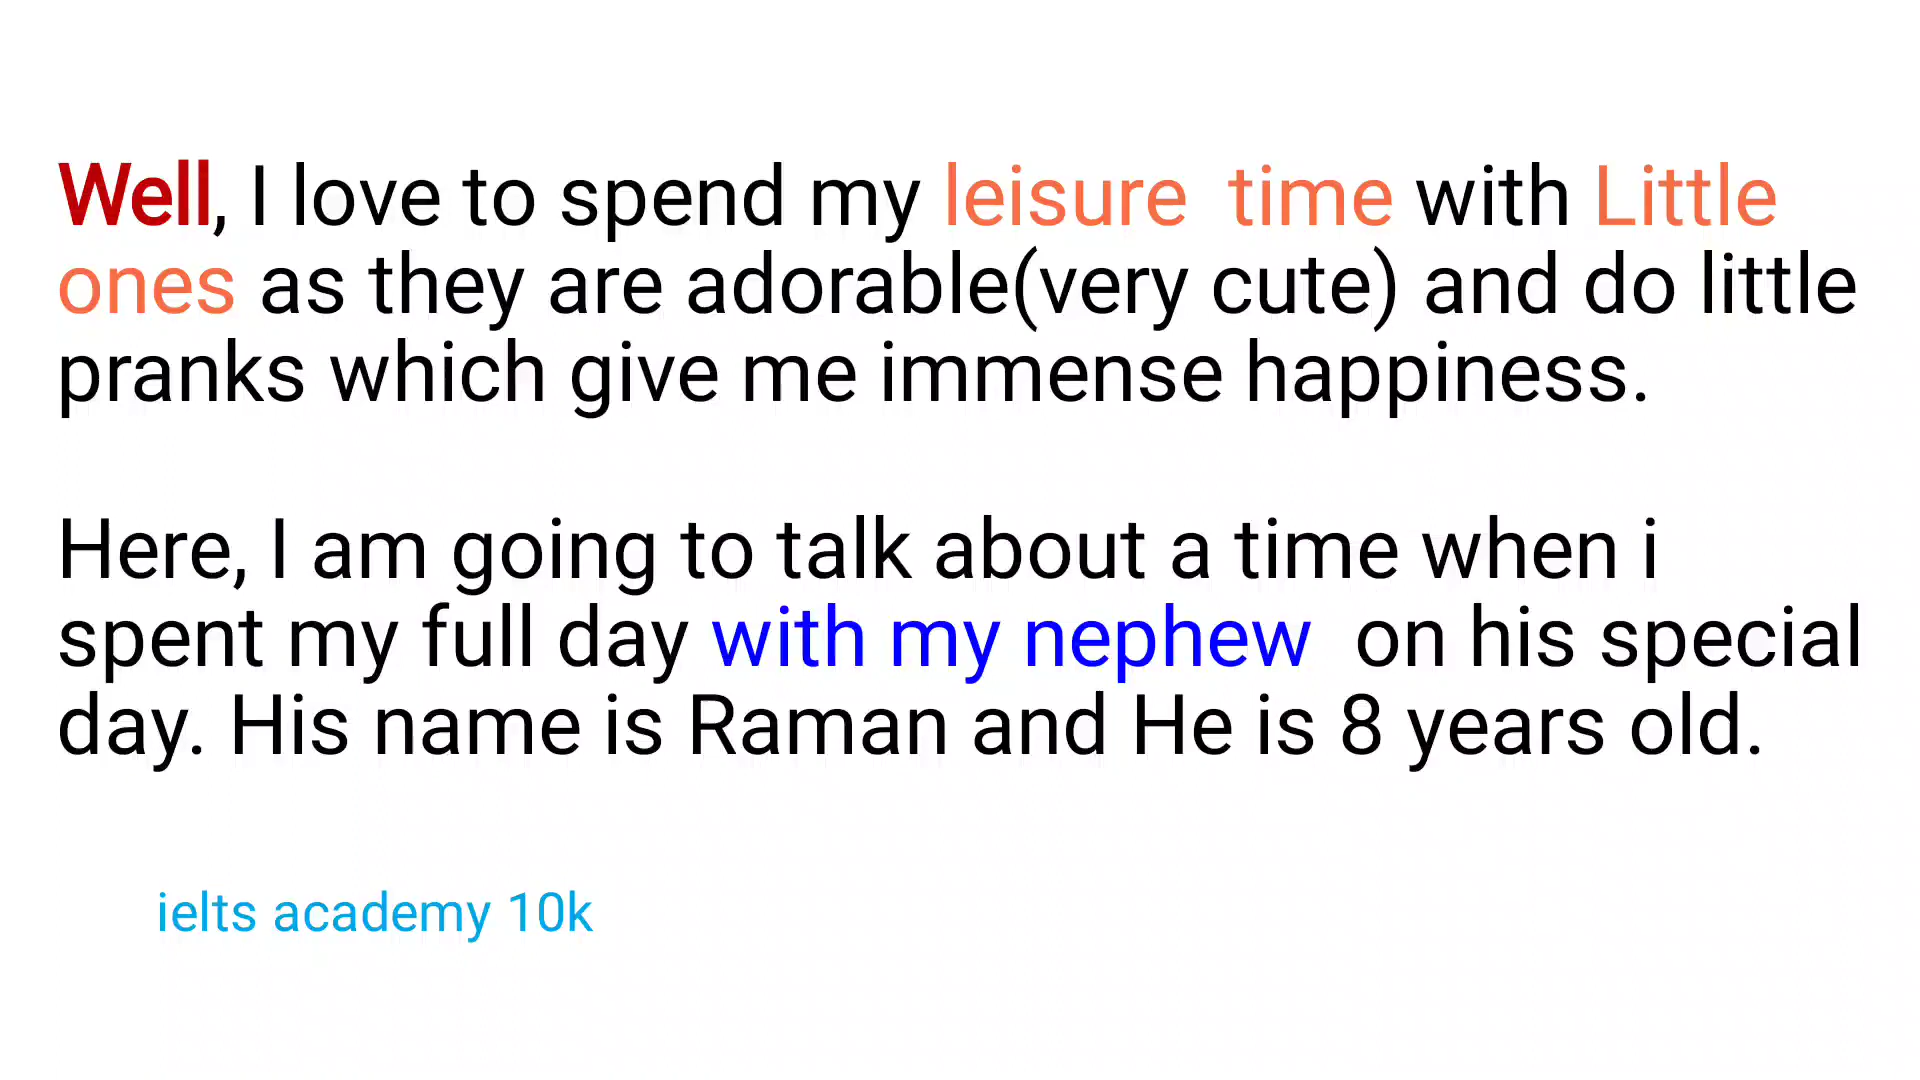 Well, I love to spend my leisure  time with Little
ones as they are adorable(very cute) and do little
pranks which give me immense happiness.
Here, I am going to talk about a time when i
spent my full day with my nephew  on his special
day. His name is Raman and He is 8 years old.
ielts academy 10k